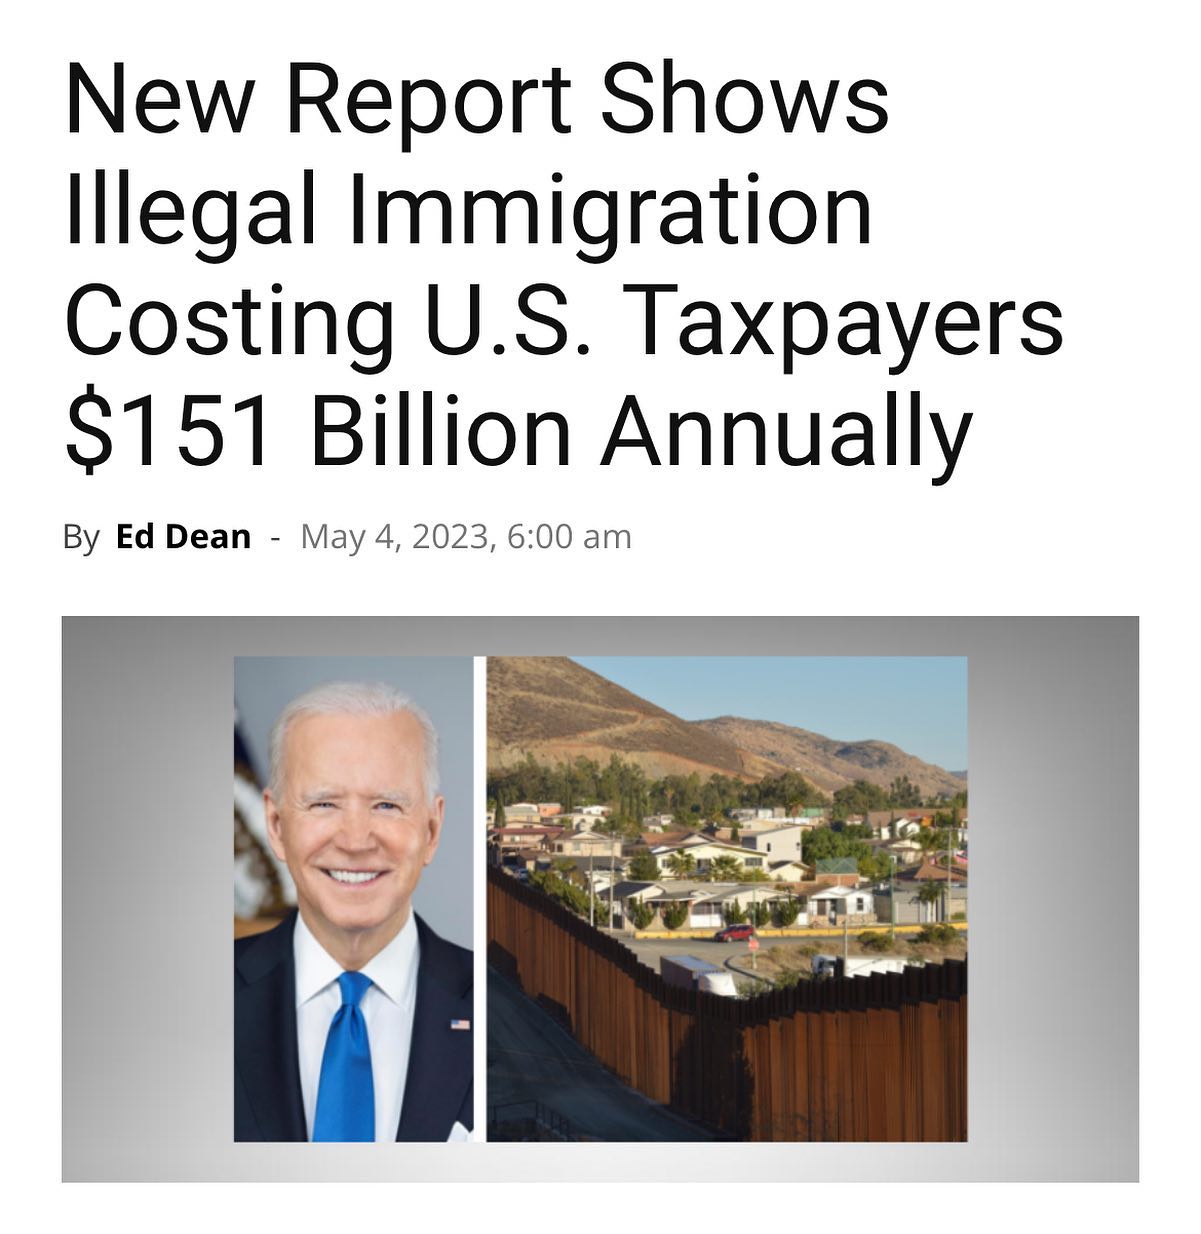 New Report Shows
Illegal Immigration
Costing U.S. Taxpayers
$151 Billion Annually
By Ed Dean - May 4, 2023, 6:00 am